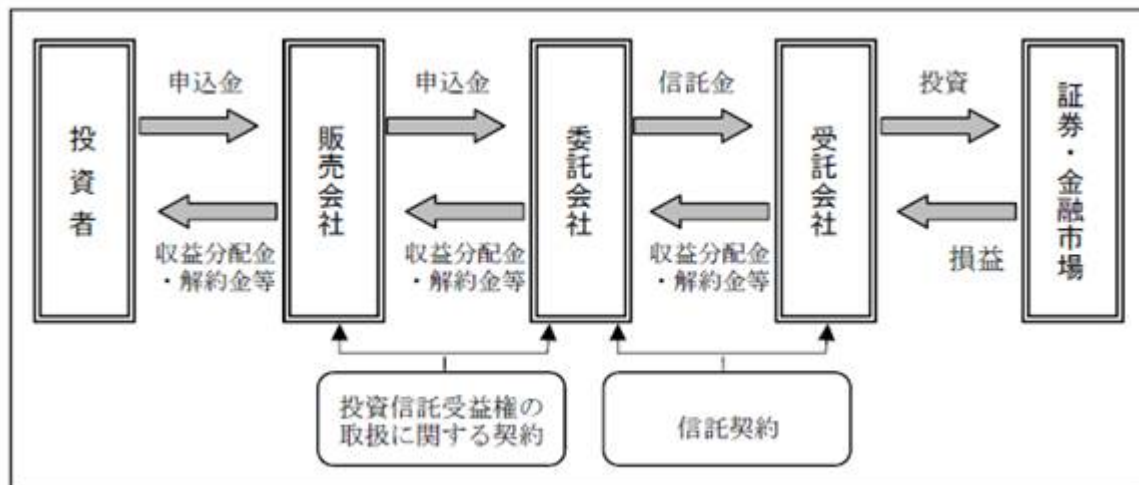 投資者
申込金
収益分配金
・解約金等
販売会社
申込金
収益分配金
・解約金等
委託会社
信託金
収益分配金
・解約金等
受託会社
投資
損益
証券・金融市場
投資信託受益権の
取扱に関する契約
信託契約